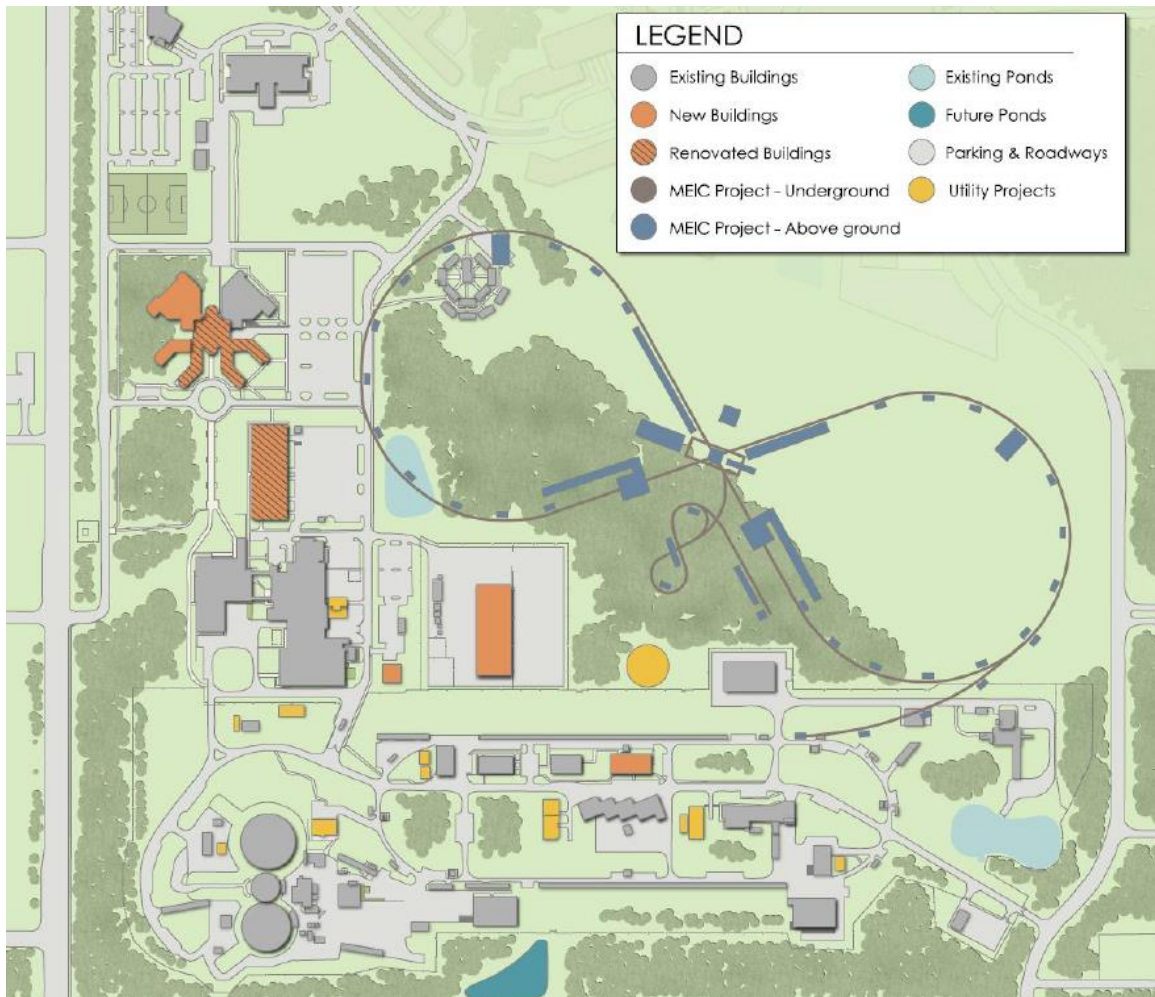 LEGEND
Existing Buildings
New Buildings
Renovated Buildings
MEIC Project - Underground
MEIC Project - Above ground
Existing Ponds
Future Ponds
Parking & Roadways
Utility Projects